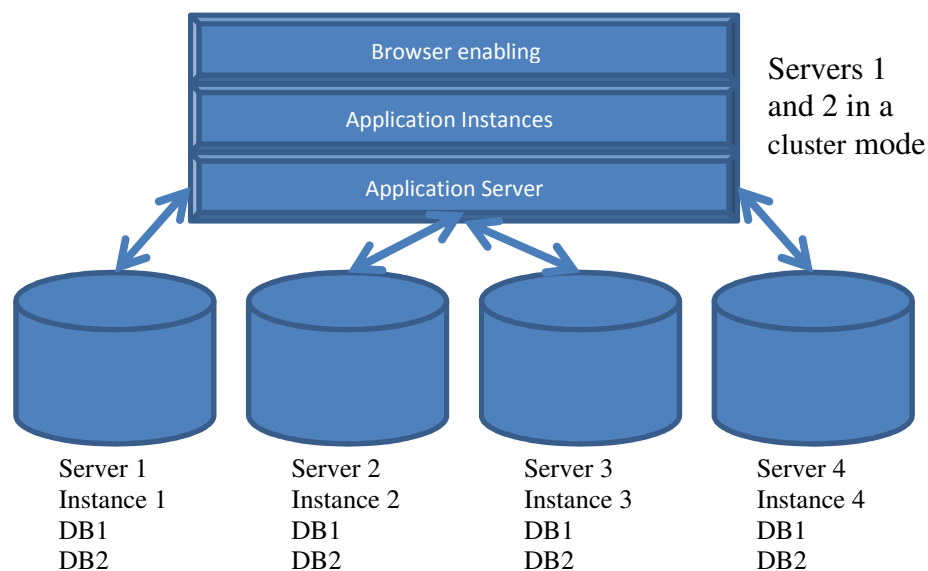 Browser enabling
Application Instances
Application Server
Servers 1
and 2 in a
cluster mode
Server 1
Instance 1
DB1
DB2
Server 2
Instance 2
DB1
DB2
Server 3
Instance 3
DB1
DB2
Server 4
Instance 4
DB1
DB2